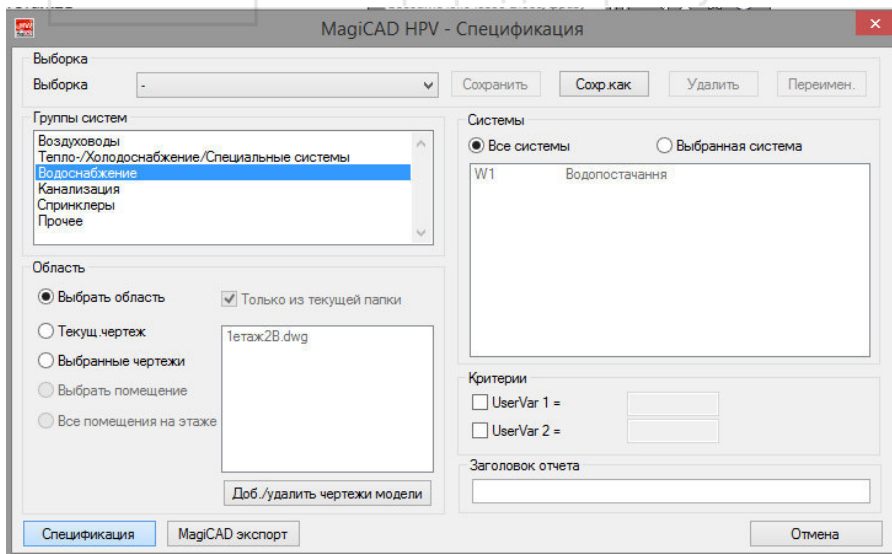 MagiCAD HPV - Спецификация
Выборка
Выборка - Сохранить Сохр.как Удалить Переимен.
Группы систем
Воздуховоды
Тепло-/Холодоснабжение/Специальные системы
Водоснабжение
Канализация
Спринклеры
Прочее
Системы
Все системы Выбранная система
W1 Водопостачання
Область
Выбрать область Только из текущей папки
Текущ.чертеж
Выбранные чертежи
Выбрать помещение
Все помещения на этаже
1етаж2В.dwg
Доб./удалить чертежи модели
Критерии
UserVar 1 =
UserVar 2 =
Заголовок отчета
Спецификация MagiCAD экспорт Отмена